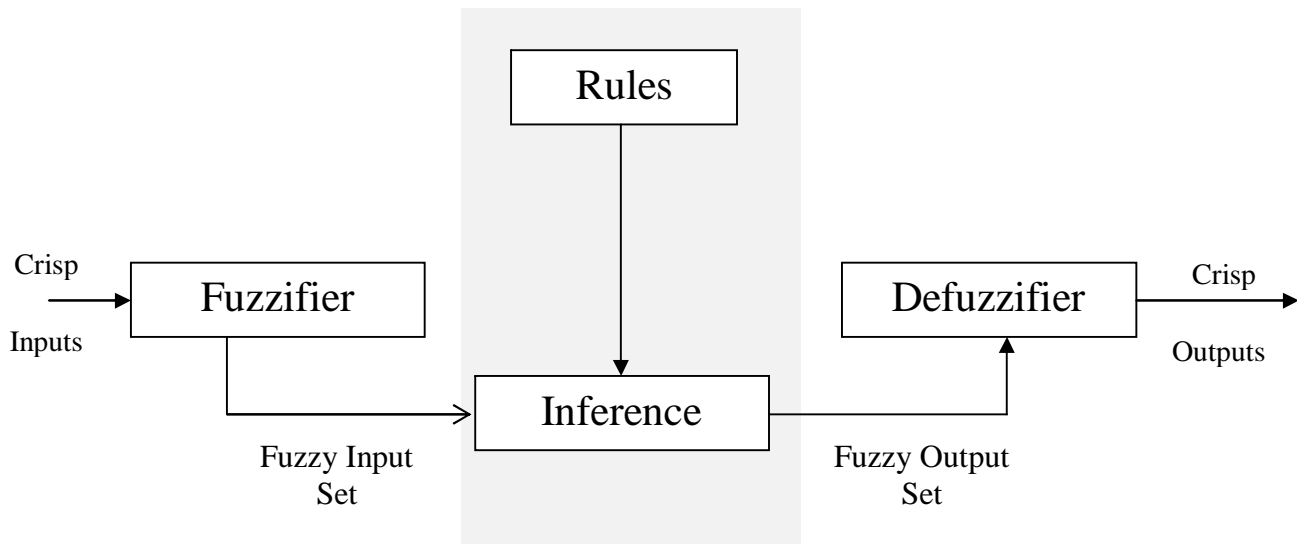 Rules
Crisp
Inputs
Fuzzifier
Fuzzy Input
Set
Inference
Fuzzy Output
Set
Defuzzifier
Crisp
Outputs